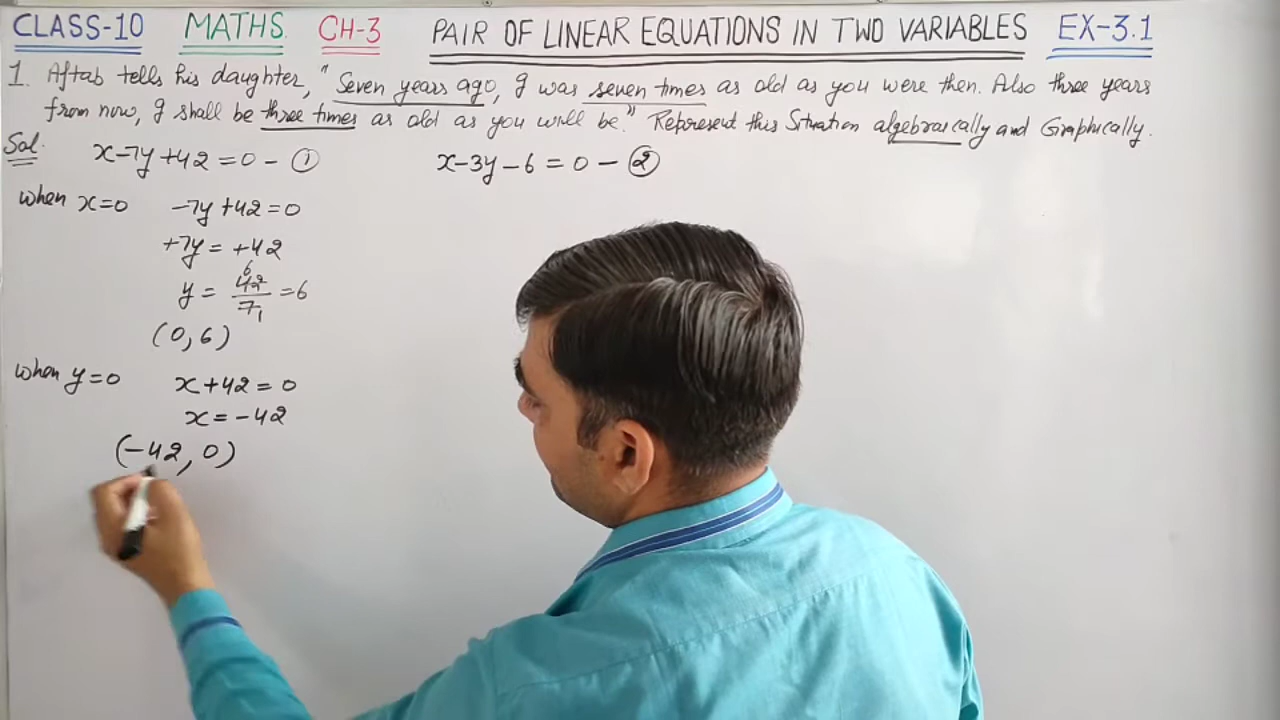 CLASS-10 MATHS. CH-3 PAIR OF LINEAR EQUATIONS IN TWO VARIABLES EX-3.1
1. Aftab tells his daughter, "Seven years ago, I was seven times as old as you were then. Also three years
from now, I shall be three times as old as you will be." Represent this Situation algebraically and Graphically.
Sol. x-7y+42=0 - ① x-3y-6=0 - ②
when x=0 -7y+42=0
+7y=+42
y = 42/7 = 6 6 1
(0,6)
when y=0 x+42=0
x=-42
(-42,0)